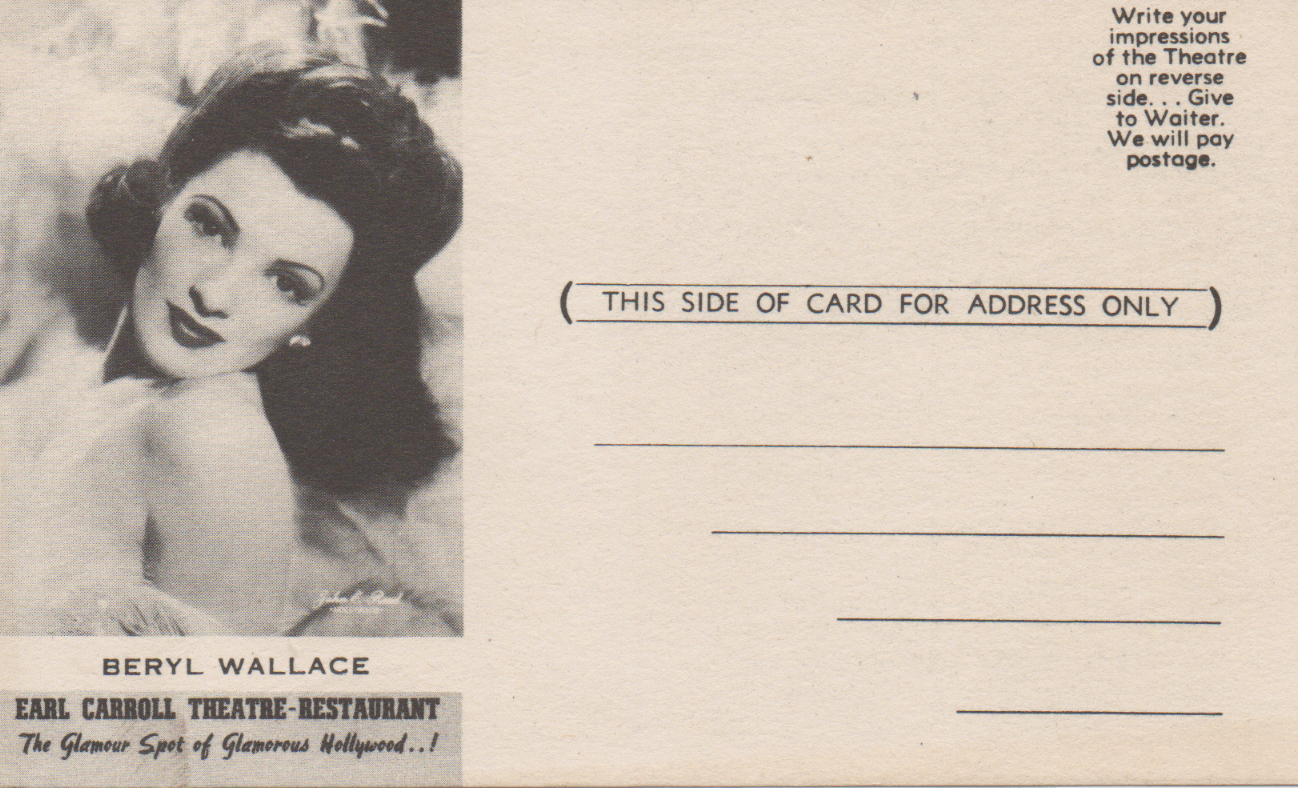 Write your
impressions
of the Theatre
on reverse
side. . . Give
to Waiter.
We will pay
postage.
( THIS SIDE OF CARD FOR ADDRESS ONLY )
BERYL WALLACE
EARL CARROLL THEATRE-RESTAURANT
The Glamour Spot of Glamorous Hollywood..!